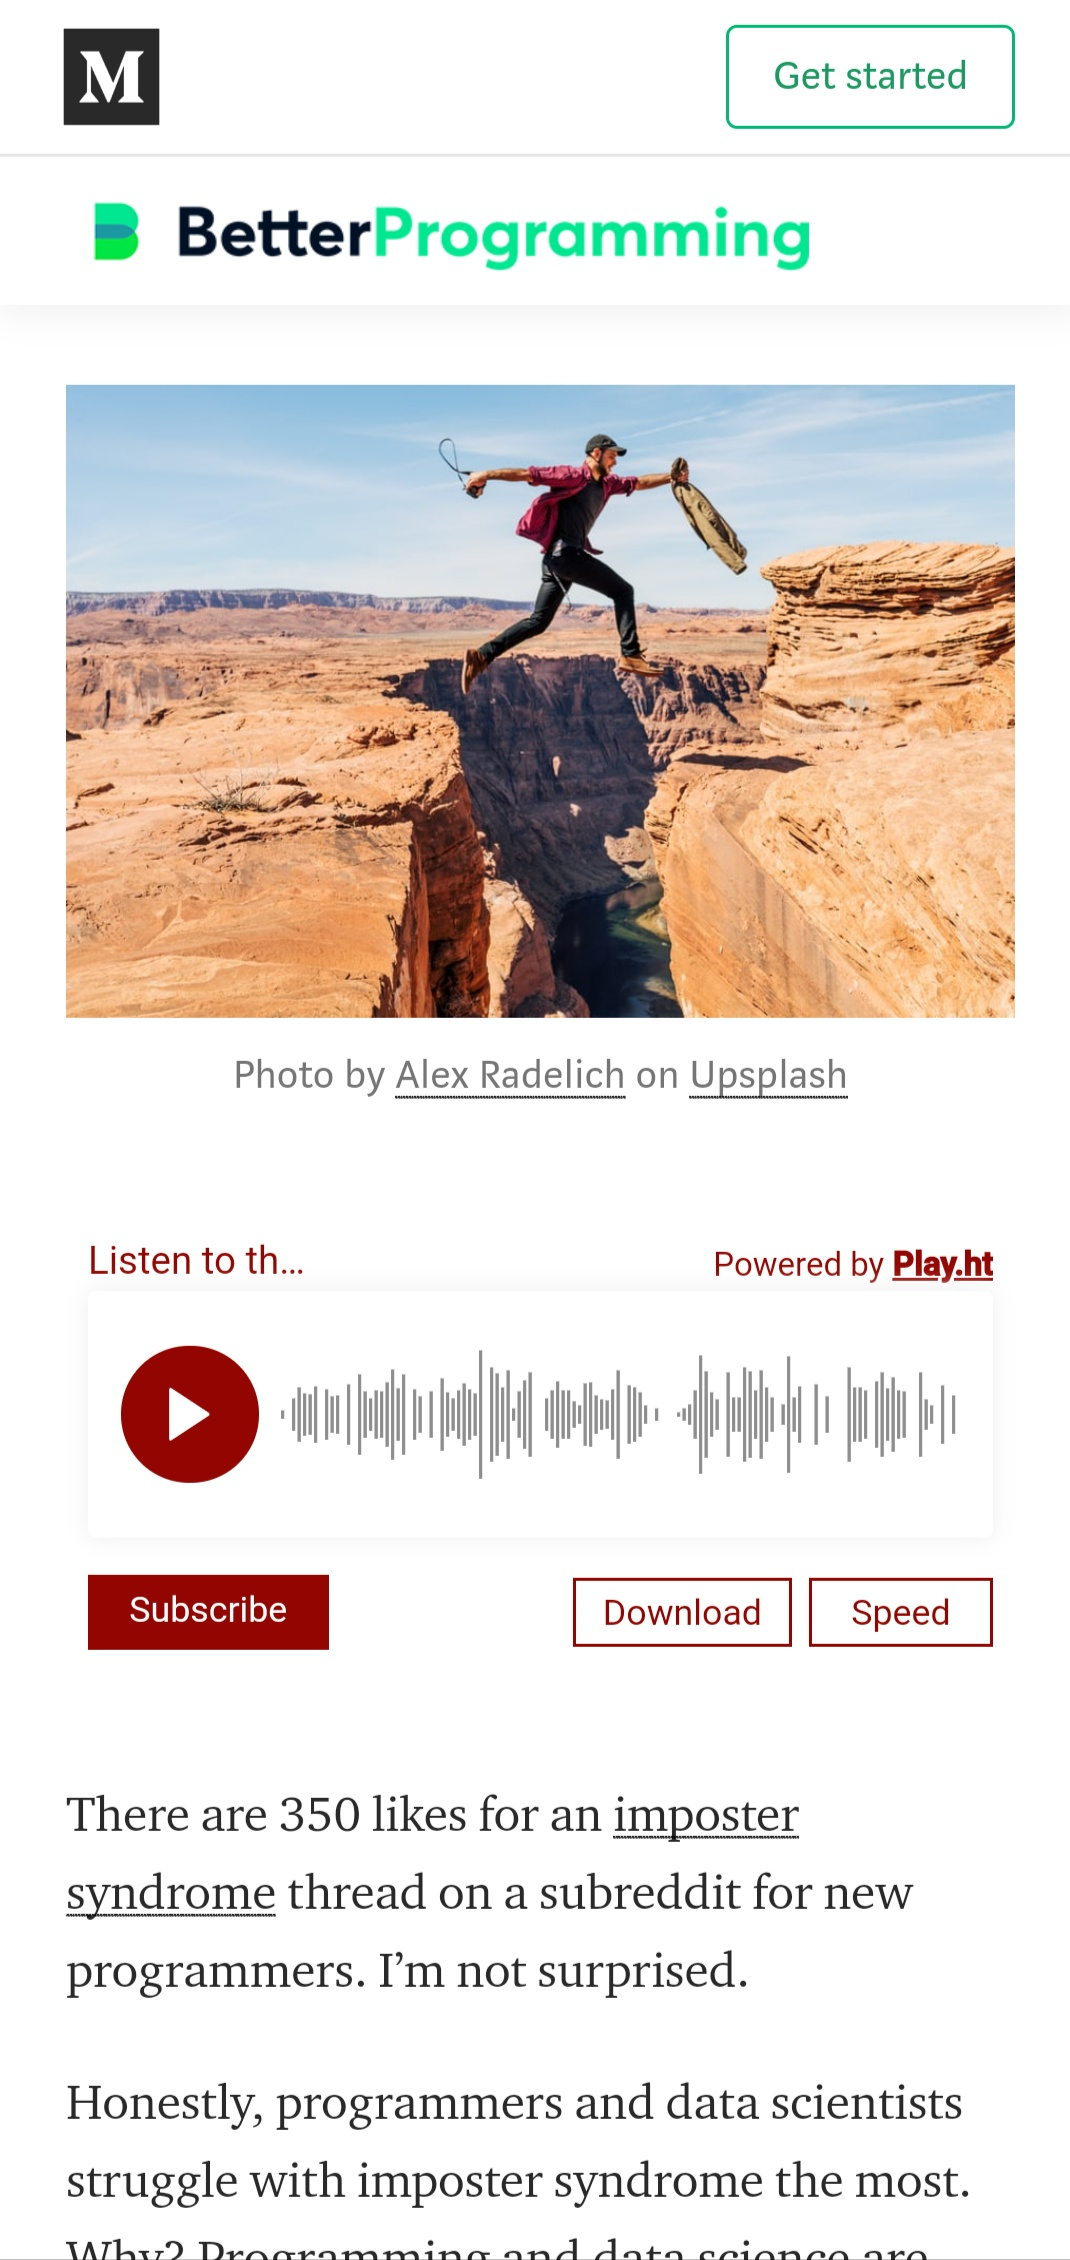 M
Get started
BetterProgramming
Photo by Alex Radelich on Upsplash
Listen to th...
Powered by Play.ht
Subscribe
Download
Speed
There are 350 likes for an imposter
syndrome thread on a subreddit for new
programmers. I’m not surprised.
Honestly, programmers and data scientists
struggle with imposter syndrome the most.
Why? Programming and data science are